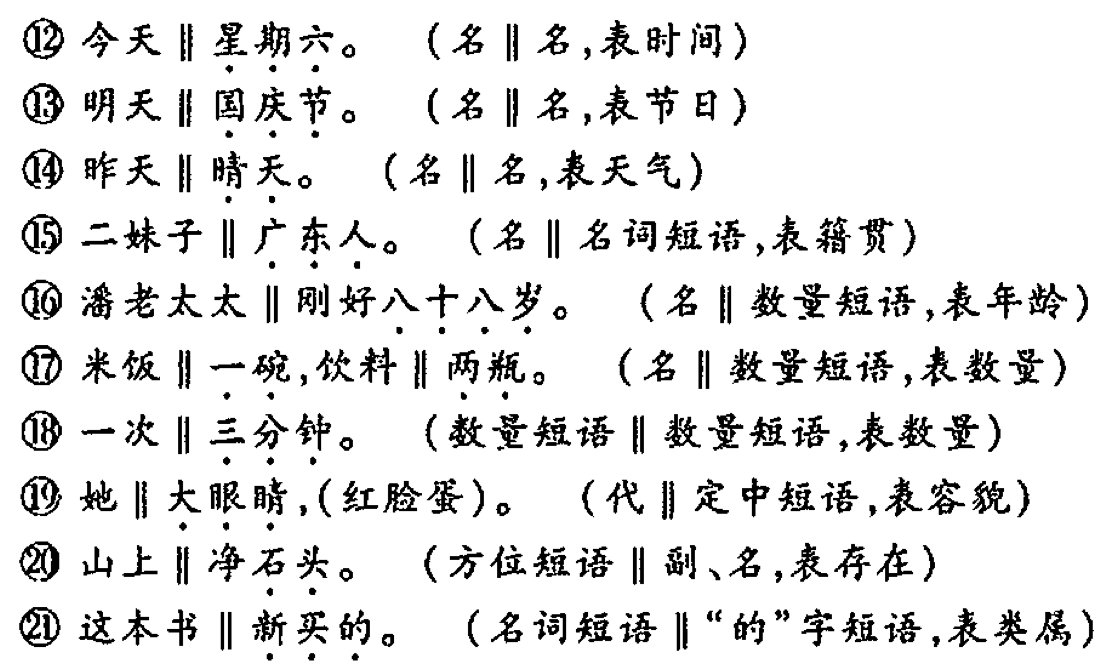 ⑫ 今天‖星期六。 (名‖名,表时间)
⑬ 明天‖国庆节。 (名‖名,表节日)
⑭ 昨天‖晴天。 (名‖名,表天气)
⑮ 二妹子‖广东人。 (名‖名词短语,表籍贯)
⑯ 潘老太太‖刚好八十八岁。 (名‖数量短语,表年龄)
⑰ 米饭‖一碗,饮料‖两瓶。 (名‖数量短语,表数量)
⑱ 一次‖三分钟。 (数量短语‖数量短语,表数量)
⑲ 她‖大眼睛,(红脸蛋)。 (代‖定中短语,表容貌)
⑳ 山上‖净石头。 (方位短语‖副、名,表存在)
㉑ 这本书‖新买的。 (名词短语‖“的”字短语,表类属)